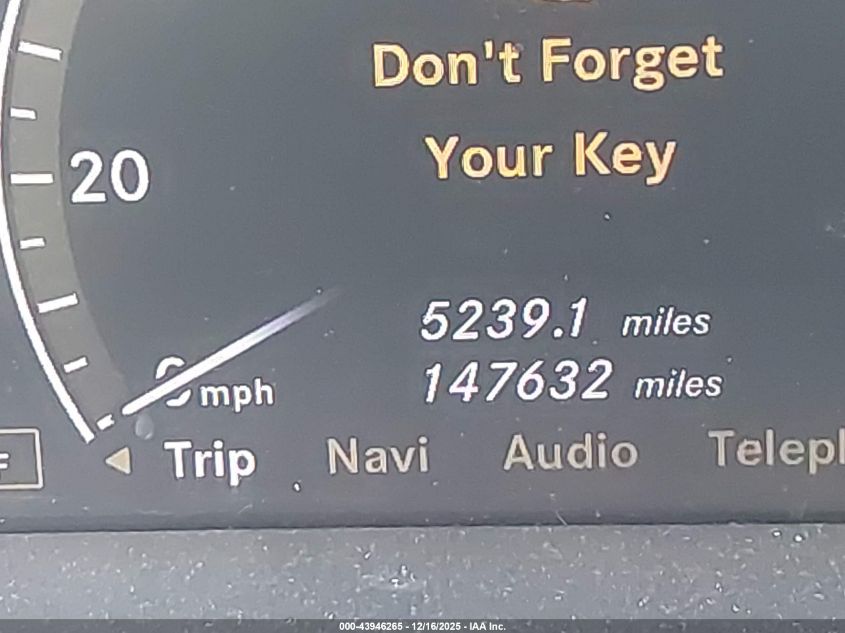 Don't Forget
Your Key
20
5239.1 miles
147632 miles
0 mph
Trip Navi Audio
000-43946265 - 12/16/2025 - IAA Inc.